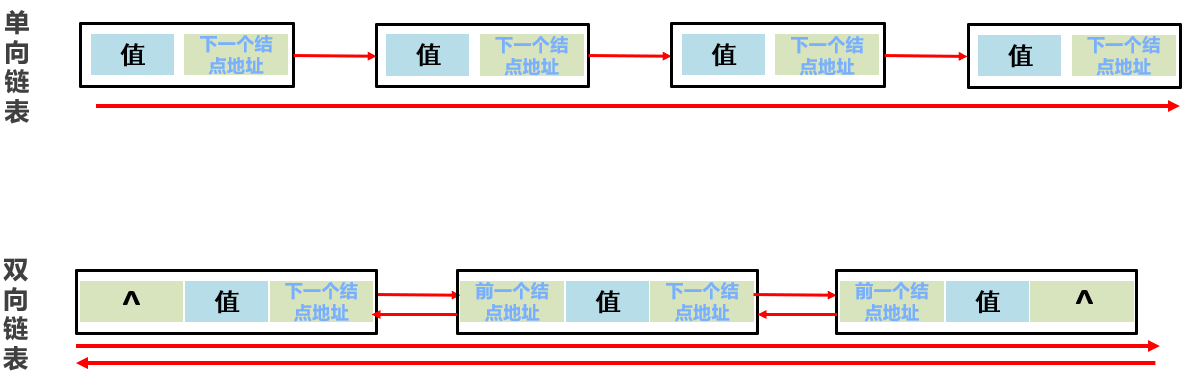 单向链表
值 下一个结 值 下一个结 值 下一个结 值 下一个结
点地址 点地址 点地址 点地址
双向链表
^ 值 下一个结 前一个结 值 下一个结 前一个结 值 ^
点地址 点地址 点地址 点地址